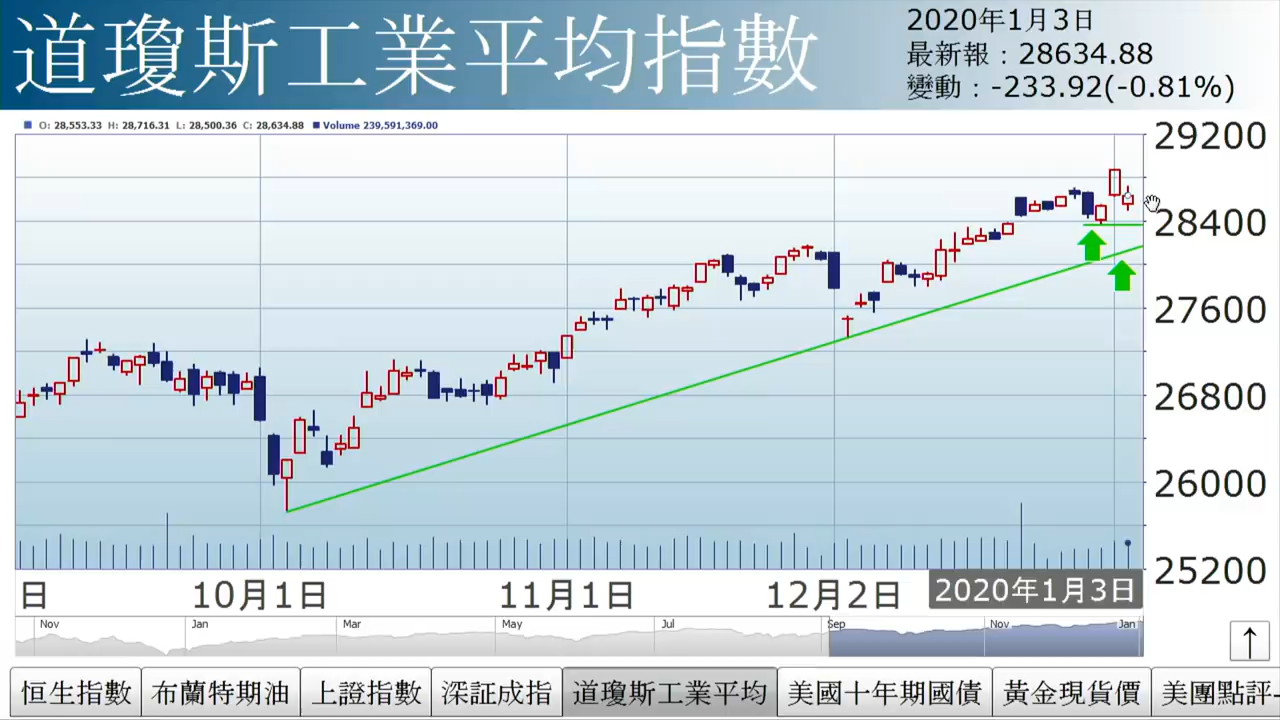 道瓊斯工業平均指數
2020年1月3日
最新報：28634.88
變動：-233.92(-0.81%)
O: 28,553.33 H: 28,716.31 L: 28,500.36 C: 28,634.88 Volume 239,591,369.00
29200
28400
27600
26800
26000
25200
日 10月1日 11月1日 12月2日 2020年1月3日
Nov Jan Mar May Jul Sep Nov Jan
↑
恒生指數 布蘭特期油 上證指數 深証成指 道瓊斯工業平均 美國十年期國債 黃金現貨價 美團點評-